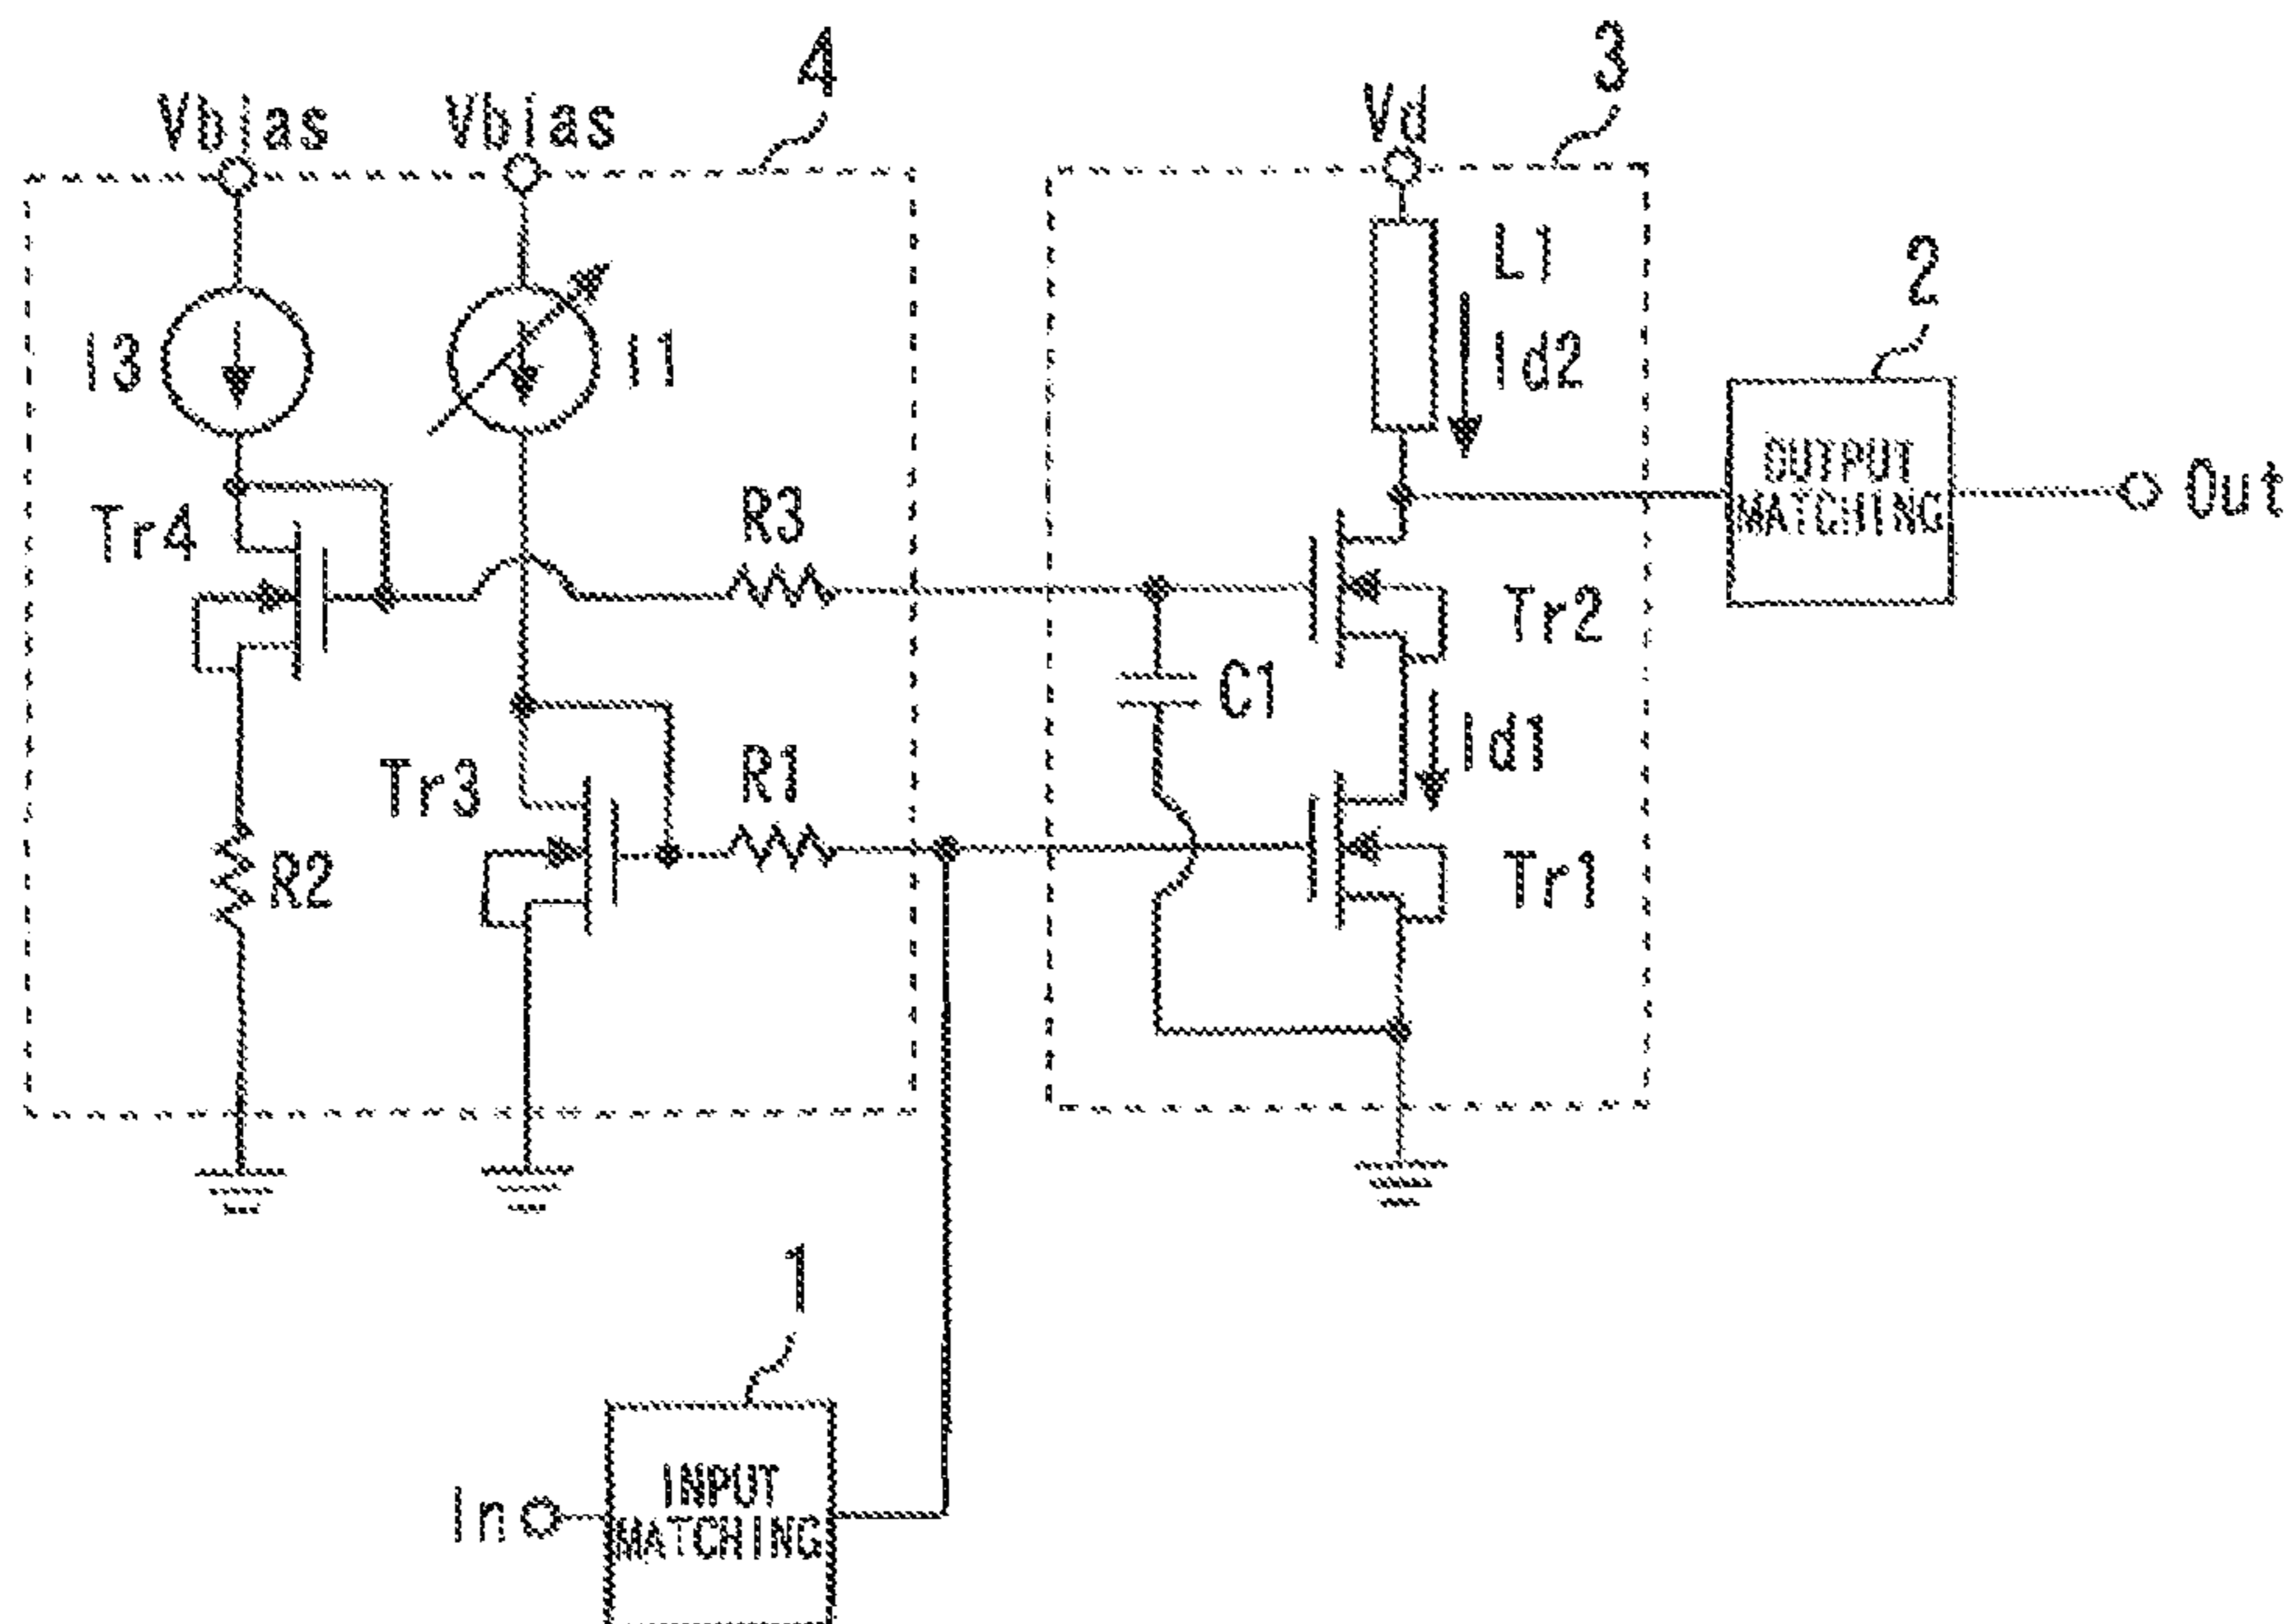 4
3
Vbias
Vbias
Vd
L1
2
I3
I1
Id2
OUTPUT
MATCHING
Out
Tr4
R3
Tr2
C1
Id1
Tr3
R1
R2
Tr1
1
In
INPUT
MATCHING